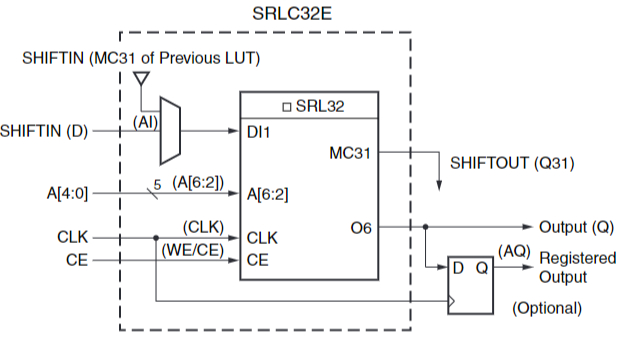 SRLC32E
SHIFTIN (MC31 of Previous LUT)
SRL32
SHIFTIN (D)
(AI)
DI1
MC31
SHIFTOUT (Q31)
A[4:0]
5
(A[6:2])
A[6:2]
(CLK)
O6
Output (Q)
CLK
CLK
(WE/CE)
CE
CE
(AQ)
D Q
Registered
Output
(Optional)